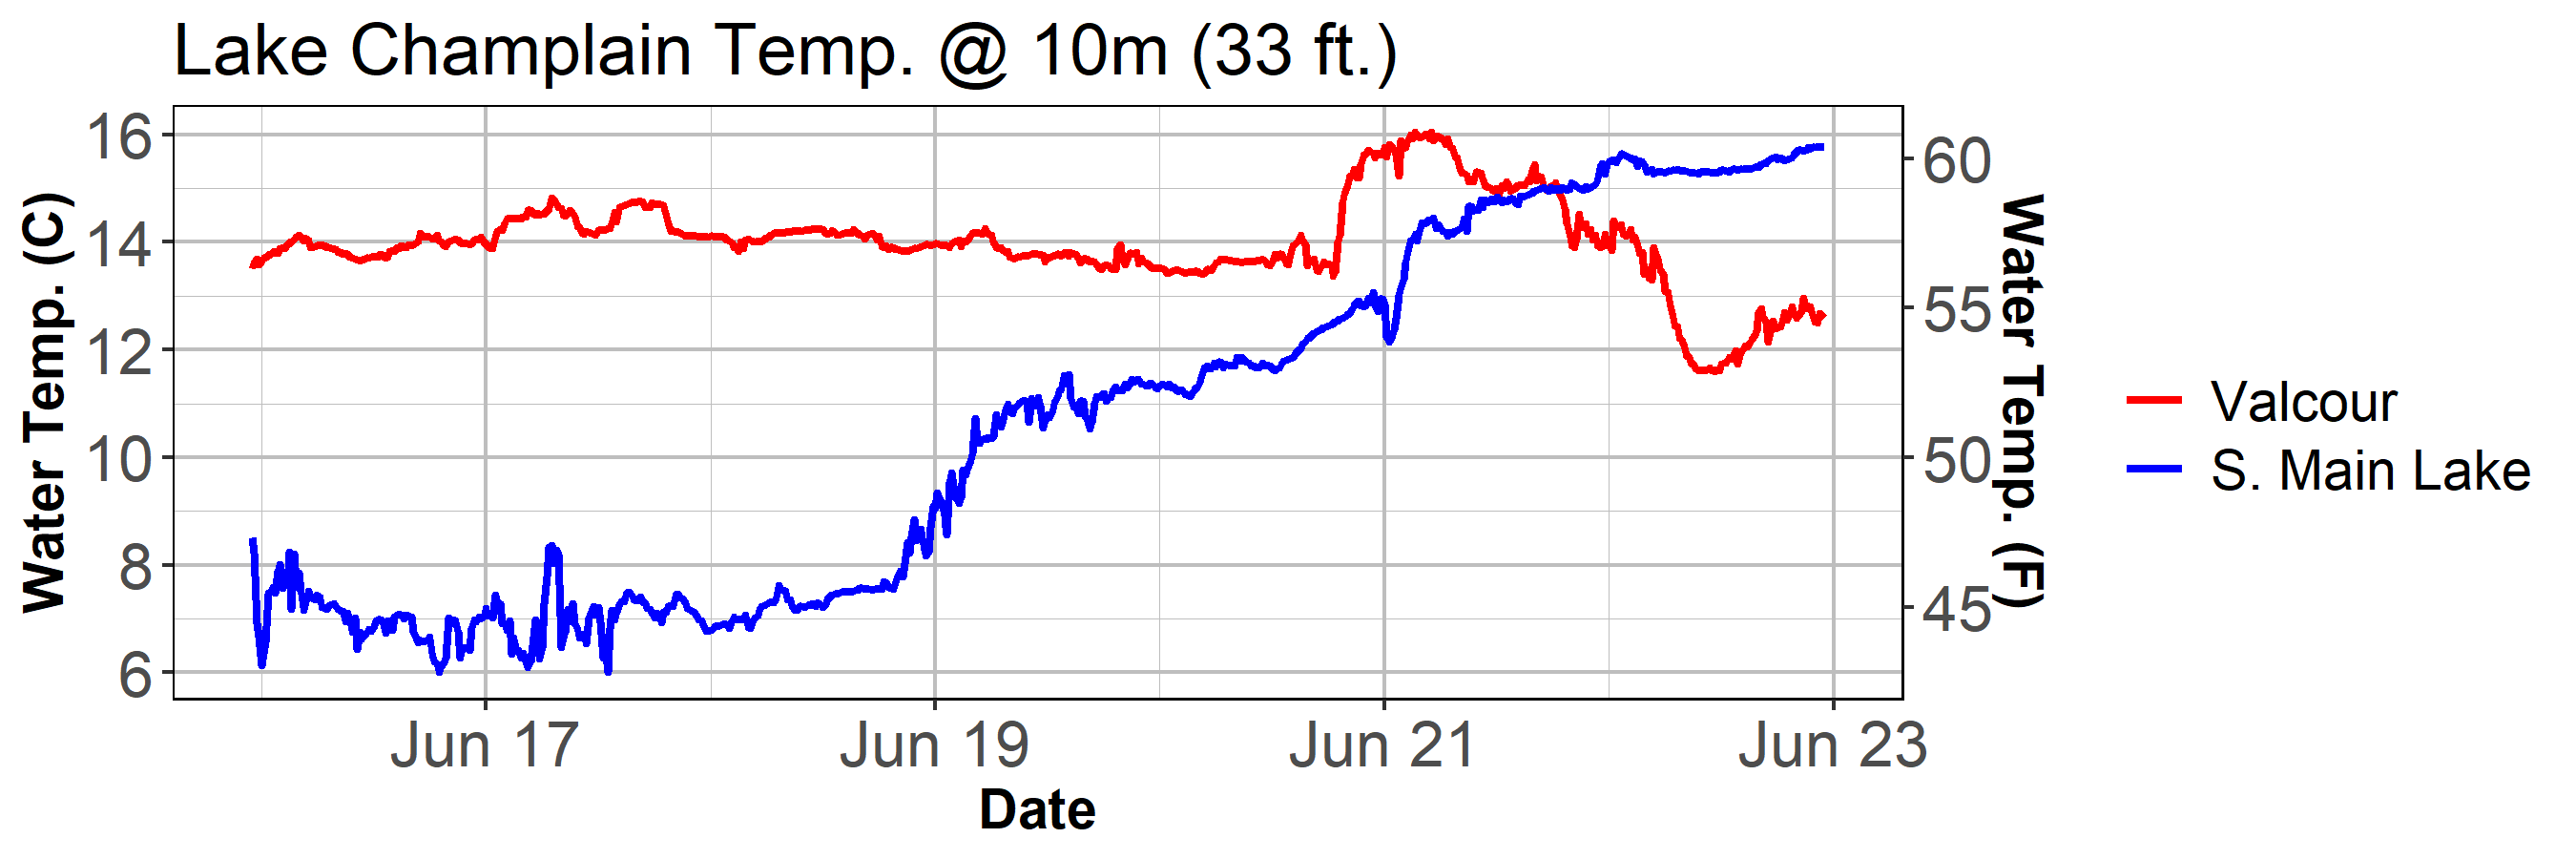 Lake Champlain Temp. @ 10m (33 ft.)
Water Temp. (C)
16
14
12
10
8
6
60
55
50
45
Water Temp. (F)
Jun 17
Jun 19
Jun 21
Jun 23
Date
Valcour
S. Main Lake